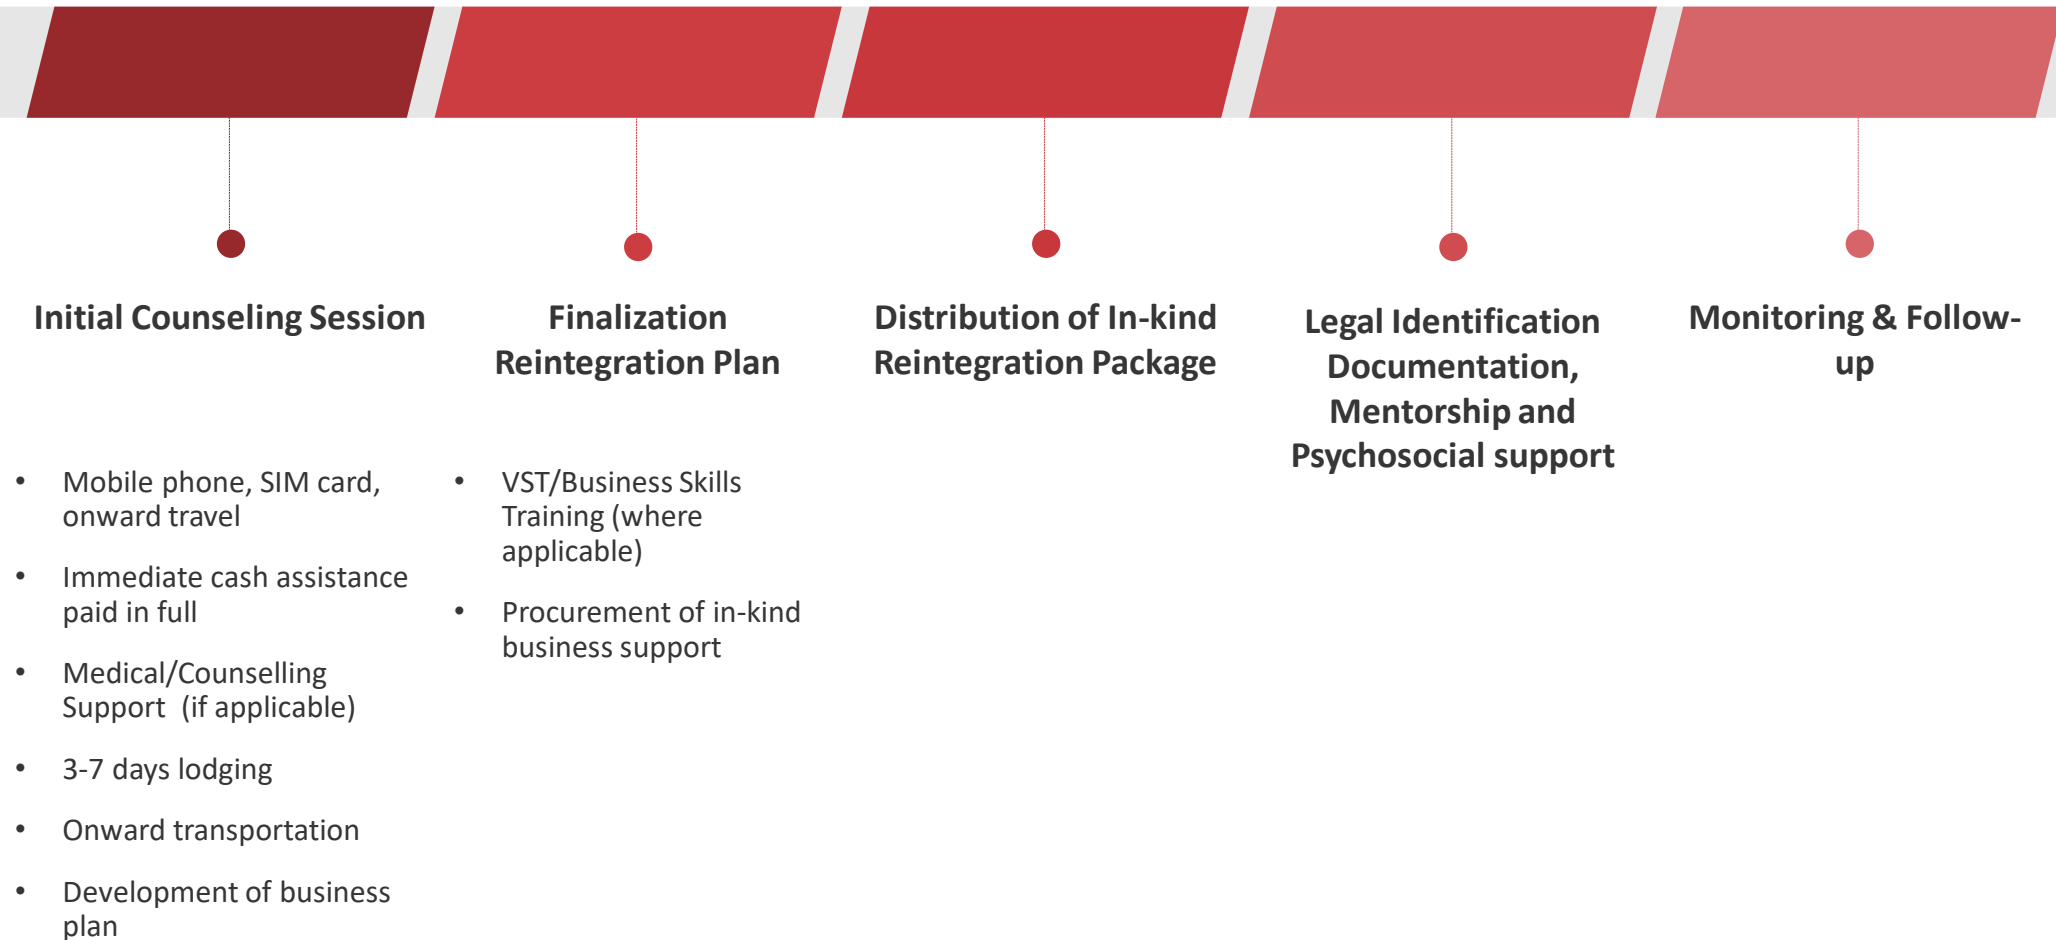 Initial Counseling Session
• Mobile phone, SIM card,
onward travel
• Immediate cash assistance
paid in full
• Medical/Counselling
Support  (if applicable)
• 3-7 days lodging
• Onward transportation
• Development of business
plan
Finalization
Reintegration Plan
• VST/Business Skills
Training (where
applicable)
• Procurement of in-kind
business support
Distribution of In-kind
Reintegration Package
Legal Identification
Documentation,
Mentorship and
Psychosocial support
Monitoring & Follow-
up